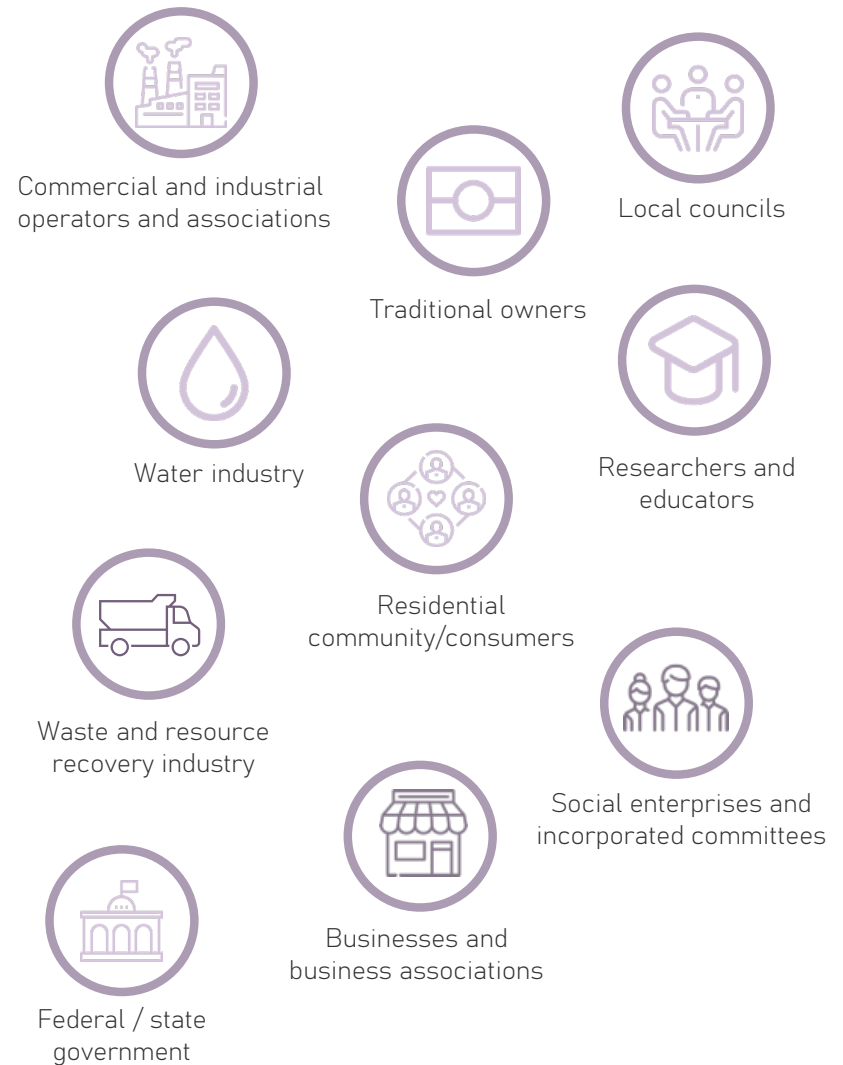 Commercial and industrial
operators and associations
Local councils
Traditional owners
Water industry
Researchers and
educators
Residential
community/consumers
Waste and resource
recovery industry
Social enterprises and
incorporated committees
Businesses and
business associations
Federal / state
government